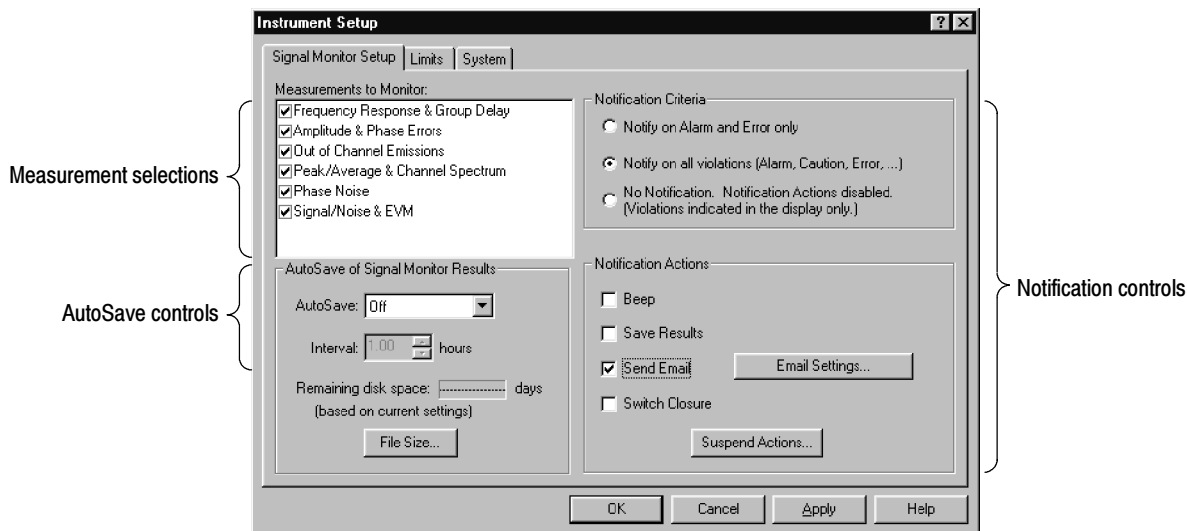 Instrument Setup
Signal Monitor Setup
Limits
System
Measurements to Monitor:
Frequency Response & Group Delay
Amplitude & Phase Errors
Out of Channel Emissions
Peak/Average & Channel Spectrum
Phase Noise
Signal/Noise & EVM
Measurement selections
AutoSave of Signal Monitor Results
AutoSave: Off
Interval: 1.00 hours
Remaining disk space: ---------------- days
(based on current settings)
File Size...
AutoSave controls
Notification Criteria
Notify on Alarm and Error only
Notify on all violations (Alarm, Caution, Error, ...)
No Notification. Notification Actions disabled.
(Violations indicated in the display only.)
Notification Actions
Beep
Save Results
Send Email
Email Settings...
Switch Closure
Suspend Actions...
Notification controls
OK
Cancel
Apply
Help